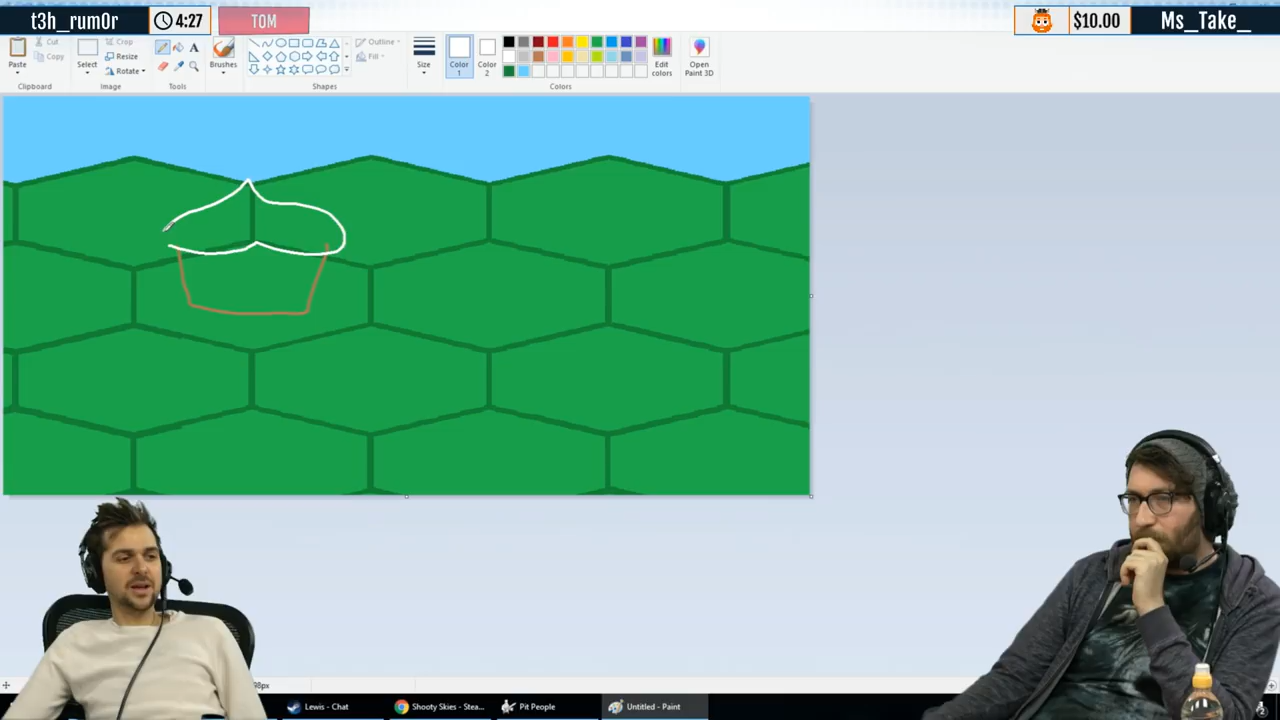 t3h_rum0r
4:27
TOM
$10.00
Ms_Take_
Paste
Cut
Copy
Clipboard
Select
Crop
Resize
Rotate
Image
A
Tools
Brushes
Shapes
Outline
Fill
Size
Color
1
Color
2
Edit
colors
Colors
Open
Paint 3D
98px
Lewis - Chat
Shooty Skies - Stea...
Pit People
Untitled - Paint